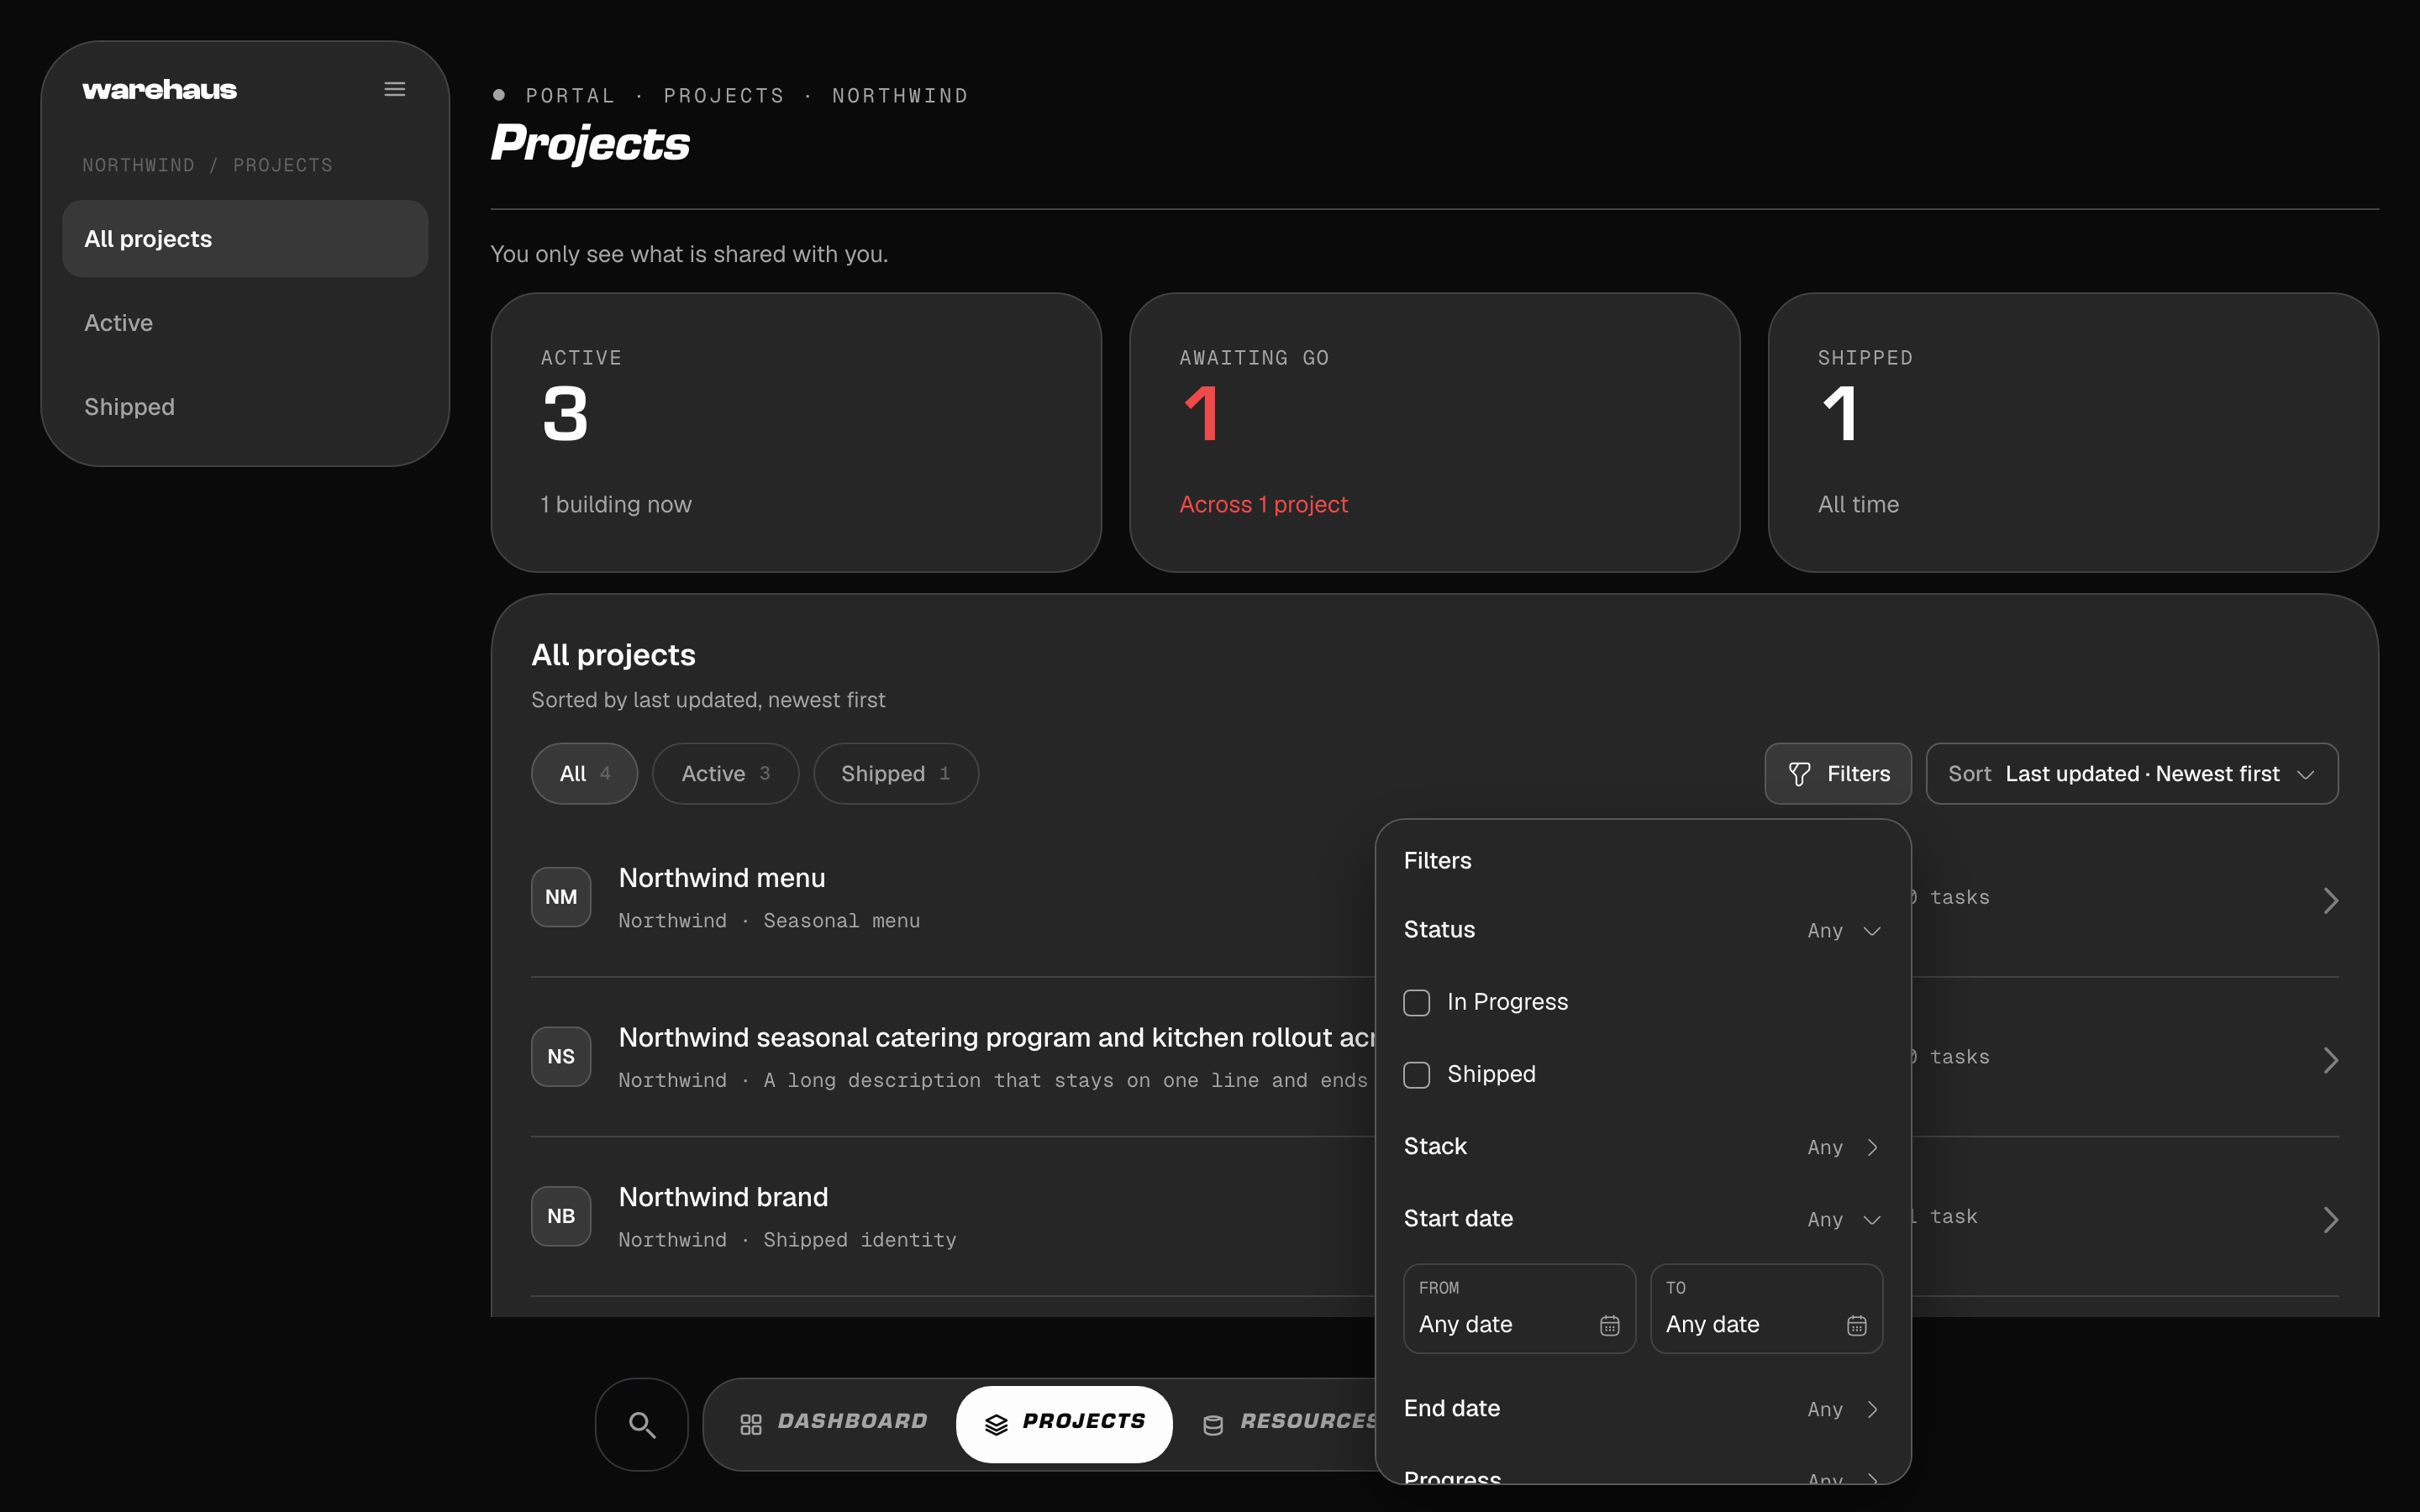 warehaus
NORTHWIND / PROJECTS
All projects
Active
Shipped
PORTAL · PROJECTS · NORTHWIND
Projects
You only see what is shared with you.
ACTIVE
3
1 building now
AWAITING GO
1
Across 1 project
SHIPPED
1
All time
All projects
Sorted by last updated, newest first
All 4
Active 3
Shipped 1
Filters
Sort Last updated · Newest first
NM
Northwind menu
Northwind · Seasonal menu
tasks
NS
Northwind seasonal catering program and kitchen rollout
Northwind · A long description that stays on one line and ends
tasks
NB
Northwind brand
Northwind · Shipped identity
task
Filters
Status Any
In Progress
Shipped
Stack Any
Start date Any
FROM
Any date
TO
Any date
End date Any
Progress Any
DASHBOARD
PROJECTS
RESOURCES